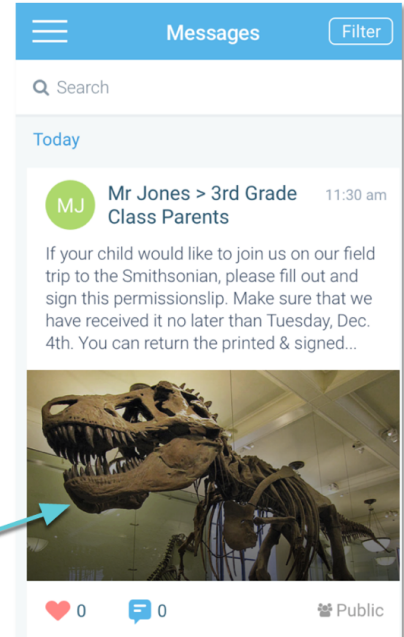 Messages
Filter
Search
Today
MJ
Mr Jones > 3rd Grade
Class Parents
11:30 am
If your child would like to join us on our field
trip to the Smithsonian, please fill out and
sign this permissionslip. Make sure that we
have received it no later than Tuesday, Dec.
4th. You can return the printed & signed...
0
0
Public